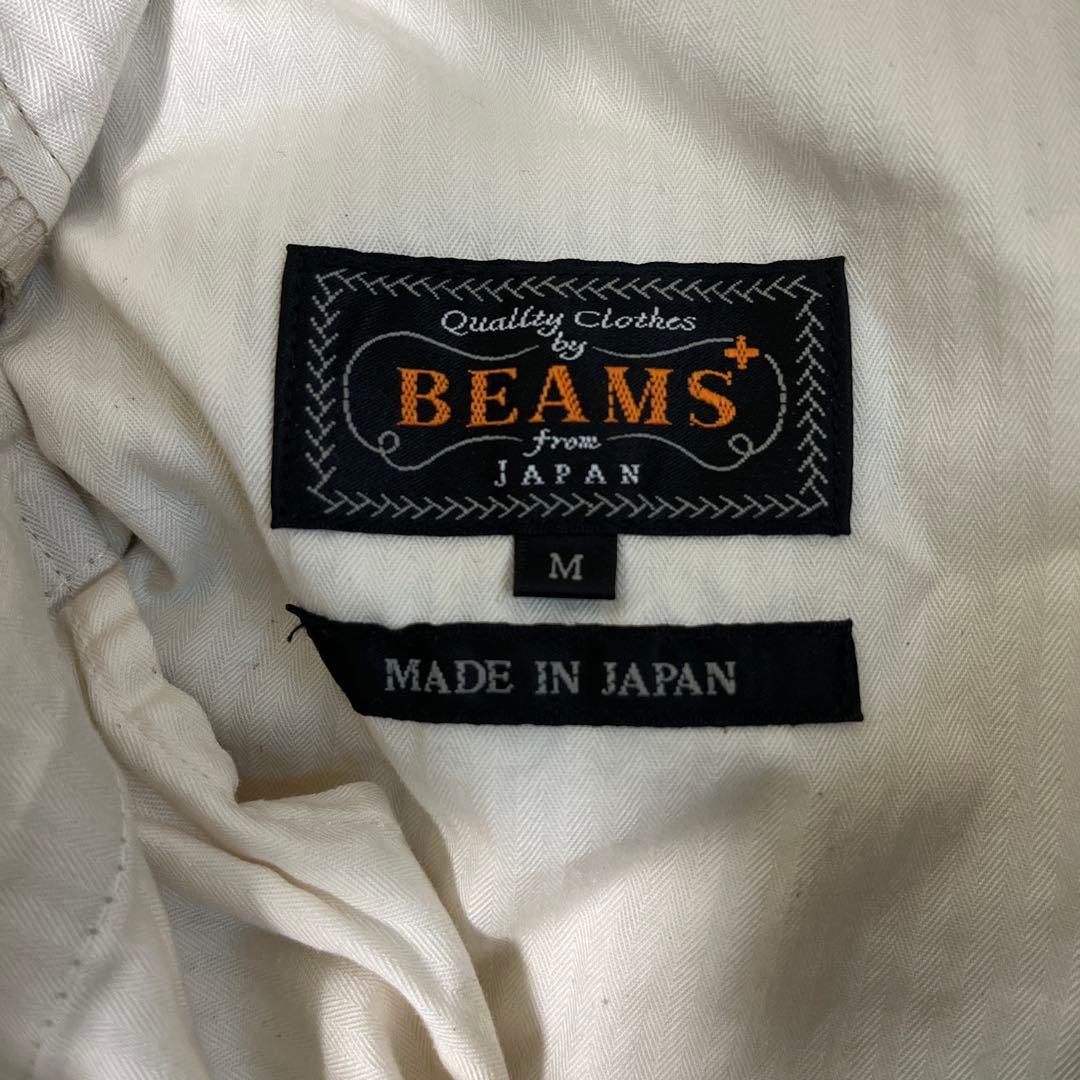 Quality Clothes
by
BEAMS+
from
JAPAN
M
MADE IN JAPAN